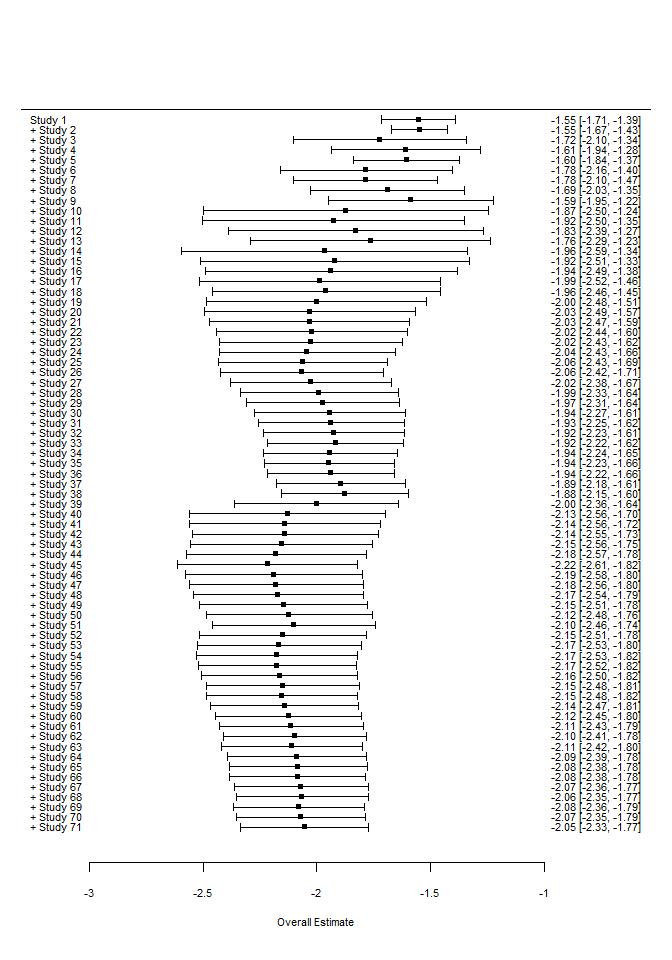 Study 1 -1.55 [-1.71, -1.39]
+ Study 2 -1.55 [-1.67, -1.43]
+ Study 3 -1.72 [-2.10, -1.34]
+ Study 4 -1.61 [-1.94, -1.28]
+ Study 5 -1.60 [-1.84, -1.37]
+ Study 6 -1.78 [-2.16, -1.40]
+ Study 7 -1.78 [-2.10, -1.47]
+ Study 8 -1.69 [-2.03, -1.35]
+ Study 9 -1.59 [-1.95, -1.22]
+ Study 10 -1.87 [-2.50, -1.24]
+ Study 11 -1.92 [-2.50, -1.35]
+ Study 12 -1.83 [-2.39, -1.27]
+ Study 13 -1.76 [-2.29, -1.23]
+ Study 14 -1.96 [-2.59, -1.34]
+ Study 15 -1.92 [-2.51, -1.33]
+ Study 16 -1.94 [-2.49, -1.38]
+ Study 17 -1.99 [-2.52, -1.46]
+ Study 18 -1.96 [-2.46, -1.45]
+ Study 19 -2.00 [-2.48, -1.51]
+ Study 20 -2.03 [-2.49, -1.57]
+ Study 21 -2.03 [-2.47, -1.59]
+ Study 22 -2.02 [-2.44, -1.60]
+ Study 23 -2.02 [-2.43, -1.62]
+ Study 24 -2.04 [-2.43, -1.66]
+ Study 25 -2.06 [-2.43, -1.69]
+ Study 26 -2.06 [-2.42, -1.71]
+ Study 27 -2.02 [-2.38, -1.67]
+ Study 28 -1.99 [-2.33, -1.64]
+ Study 29 -1.97 [-2.31, -1.64]
+ Study 30 -1.94 [-2.27, -1.61]
+ Study 31 -1.93 [-2.25, -1.62]
+ Study 32 -1.92 [-2.23, -1.61]
+ Study 33 -1.92 [-2.22, -1.62]
+ Study 34 -1.94 [-2.24, -1.65]
+ Study 35 -1.94 [-2.23, -1.66]
+ Study 36 -1.94 [-2.22, -1.66]
+ Study 37 -1.89 [-2.18, -1.61]
+ Study 38 -1.88 [-2.15, -1.60]
+ Study 39 -2.00 [-2.36, -1.64]
+ Study 40 -2.13 [-2.56, -1.70]
+ Study 41 -2.14 [-2.56, -1.72]
+ Study 42 -2.14 [-2.55, -1.73]
+ Study 43 -2.15 [-2.56, -1.75]
+ Study 44 -2.18 [-2.57, -1.78]
+ Study 45 -2.22 [-2.61, -1.82]
+ Study 46 -2.19 [-2.58, -1.80]
+ Study 47 -2.18 [-2.56, -1.80]
+ Study 48 -2.17 [-2.54, -1.79]
+ Study 49 -2.15 [-2.51, -1.78]
+ Study 50 -2.12 [-2.48, -1.76]
+ Study 51 -2.10 [-2.46, -1.74]
+ Study 52 -2.15 [-2.51, -1.78]
+ Study 53 -2.17 [-2.53, -1.80]
+ Study 54 -2.17 [-2.53, -1.82]
+ Study 55 -2.17 [-2.52, -1.82]
+ Study 56 -2.16 [-2.50, -1.82]
+ Study 57 -2.15 [-2.48, -1.81]
+ Study 58 -2.15 [-2.48, -1.82]
+ Study 59 -2.14 [-2.47, -1.81]
+ Study 60 -2.12 [-2.45, -1.80]
+ Study 61 -2.11 [-2.43, -1.79]
+ Study 62 -2.10 [-2.41, -1.78]
+ Study 63 -2.11 [-2.42, -1.80]
+ Study 64 -2.09 [-2.39, -1.78]
+ Study 65 -2.08 [-2.38, -1.78]
+ Study 66 -2.08 [-2.38, -1.78]
+ Study 67 -2.07 [-2.36, -1.77]
+ Study 68 -2.06 [-2.35, -1.77]
+ Study 69 -2.08 [-2.36, -1.79]
+ Study 70 -2.07 [-2.35, -1.79]
+ Study 71 -2.05 [-2.33, -1.77]
-3 -2.5 -2 -1.5 -1
Overall Estimate